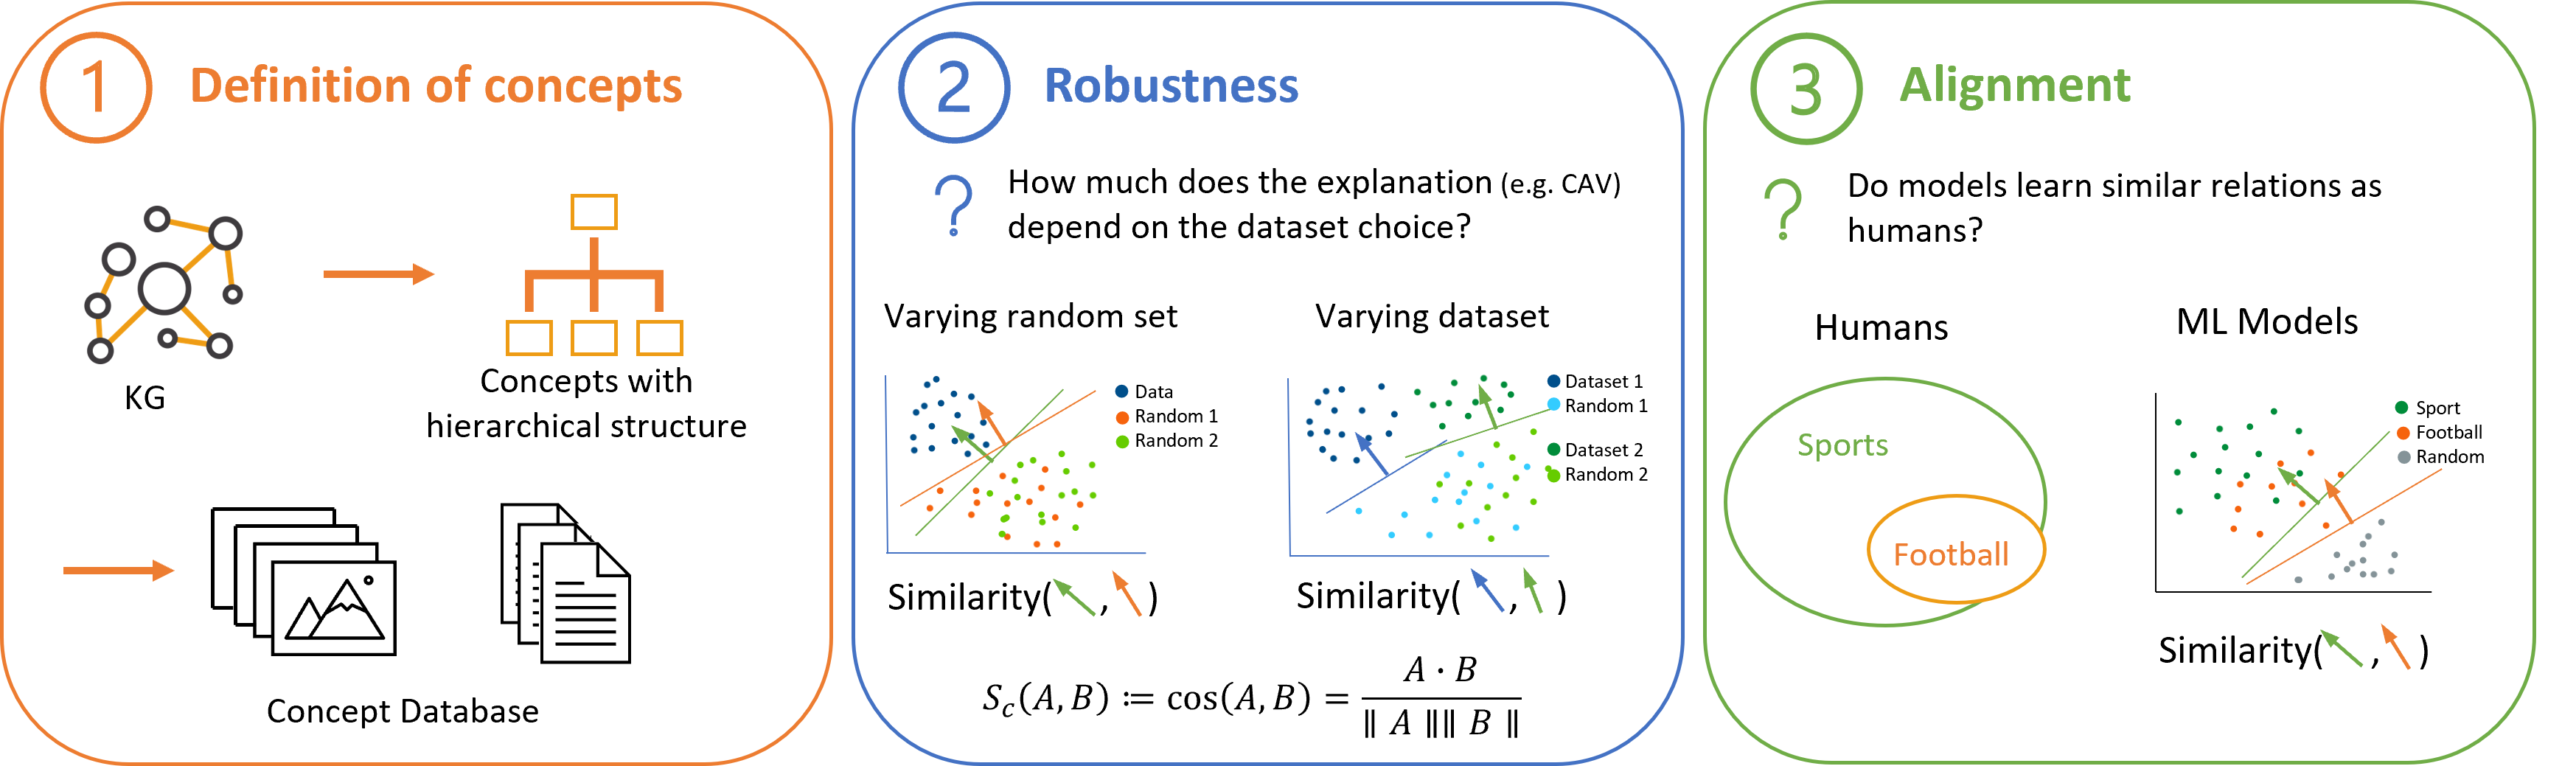 1
Definition of concepts
KG
Concepts with
hierarchical structure
Concept Database
2
Robustness
?
How much does the explanation (e.g. CAV)
depend on the dataset choice?
Varying random set
Data
Random 1
Random 2
Similarity( , )
Varying dataset
Dataset 1
Random 1
Dataset 2
Random 2
Similarity( , )
S_c(A, B) ≔ cos(A, B) = A · B / ‖ A ‖‖ B ‖
3
Alignment
?
Do models learn similar relations as
humans?
Humans
Sports
Football
ML Models
Sport
Football
Random
Similarity( , )